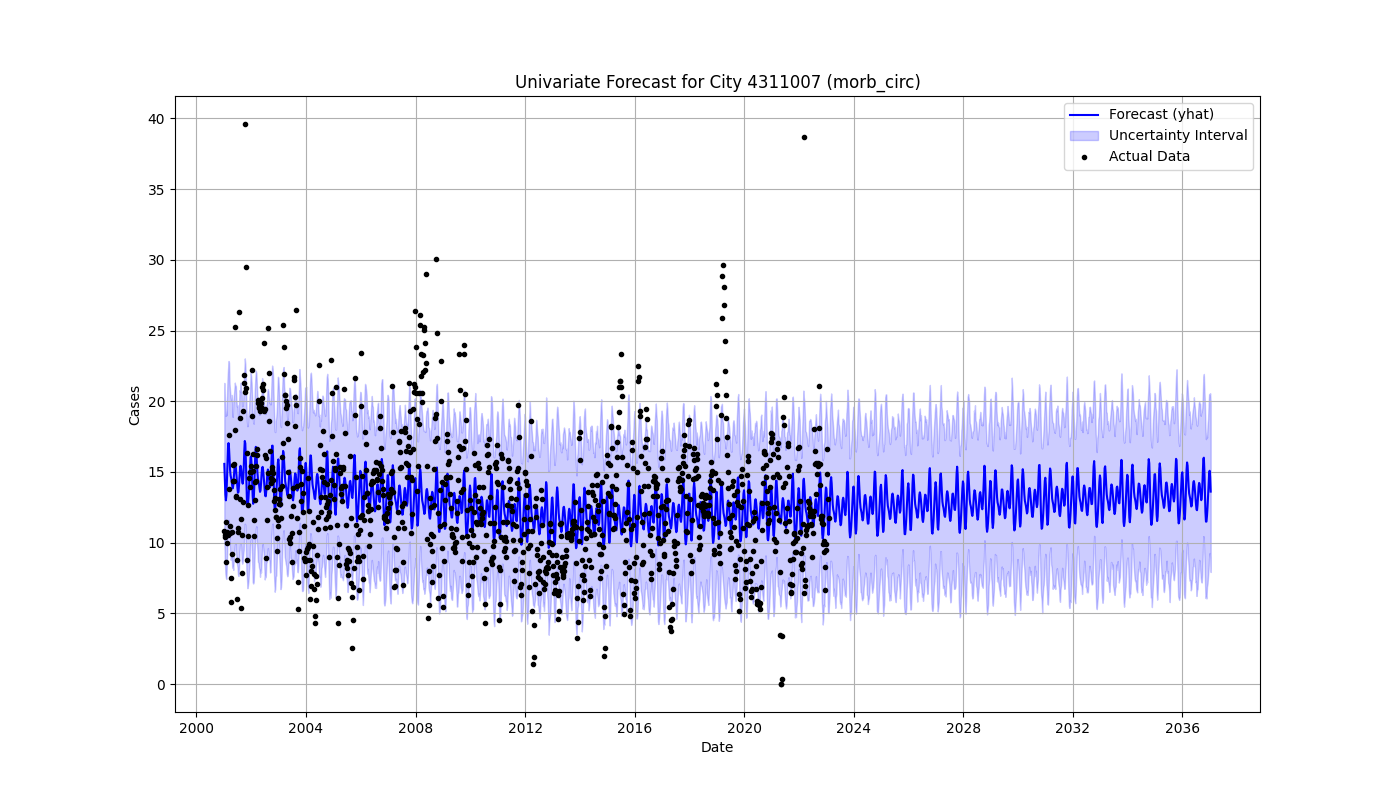 Univariate Forecast for City 4311007 (morb_circ)
Forecast (yhat)
Uncertainty Interval
Actual Data
Cases
40
35
30
25
20
15
10
5
0
2000 2004 2008 2012 2016 2020 2024 2028 2032 2036
Date